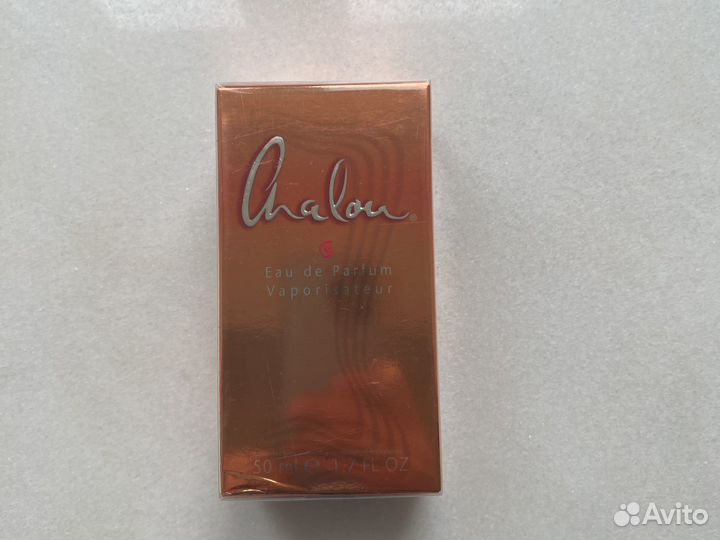 Chalou®
Eau de Parfum
Vaporisateur
50 ml e 1.7 FL OZ
Avito